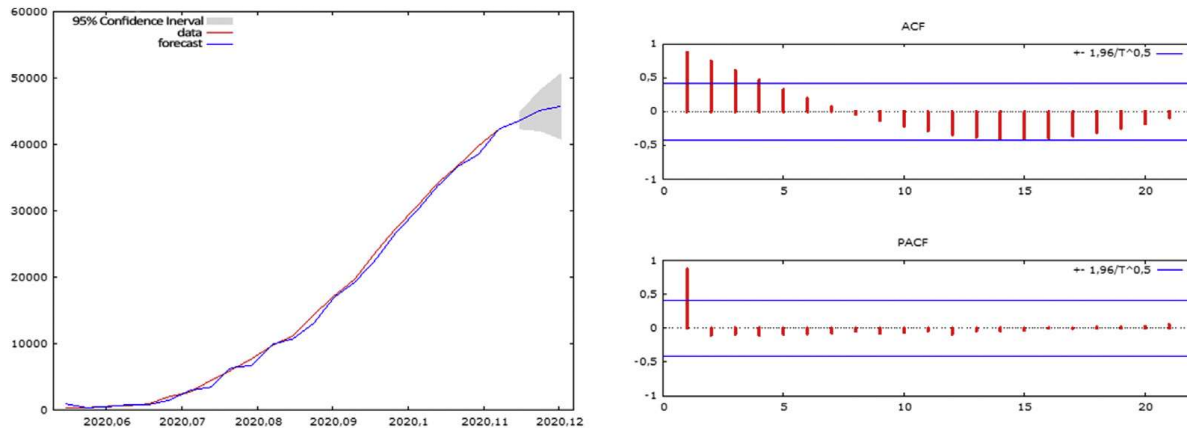 60000
95% Confidence Inerval
data
forecast
50000
40000
30000
20000
10000
0
2020,06 2020,07 2020,08 2020,09 2020,1 2020,11 2020,12
ACF
1
+- 1,96/T^0,5
0,5
0
-0,5
-1
0 5 10 15 20
PACF
1
+- 1,96/T^0,5
0,5
0
-0,5
-1
0 5 10 15 20